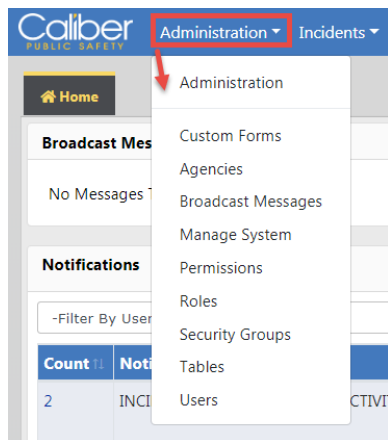 Caliber
PUBLIC SAFETY
Administration
Incidents
Home
Administration
Custom Forms
Agencies
Broadcast Messages
Manage System
Permissions
Roles
Security Groups
Tables
Users
Broadcast Mes
No Messages
Notifications
-Filter By User
Count Noti
2 INCI CTIVIT